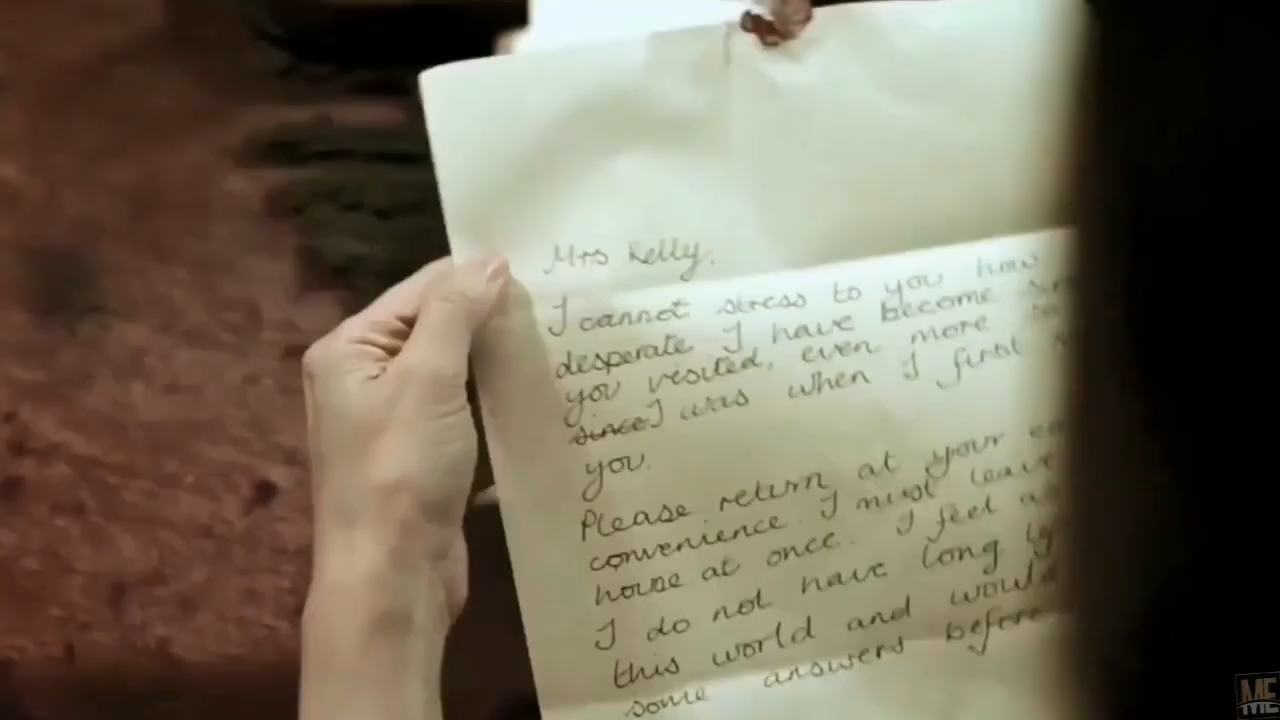 Mrs Kelly,
I cannot stress to you how
desperate I have become
you visited, even more
since I was when I first
you.
Please return at your
convenience. I must leave
house at once. I feel
I do not have long
this world and would
some answers before
ME